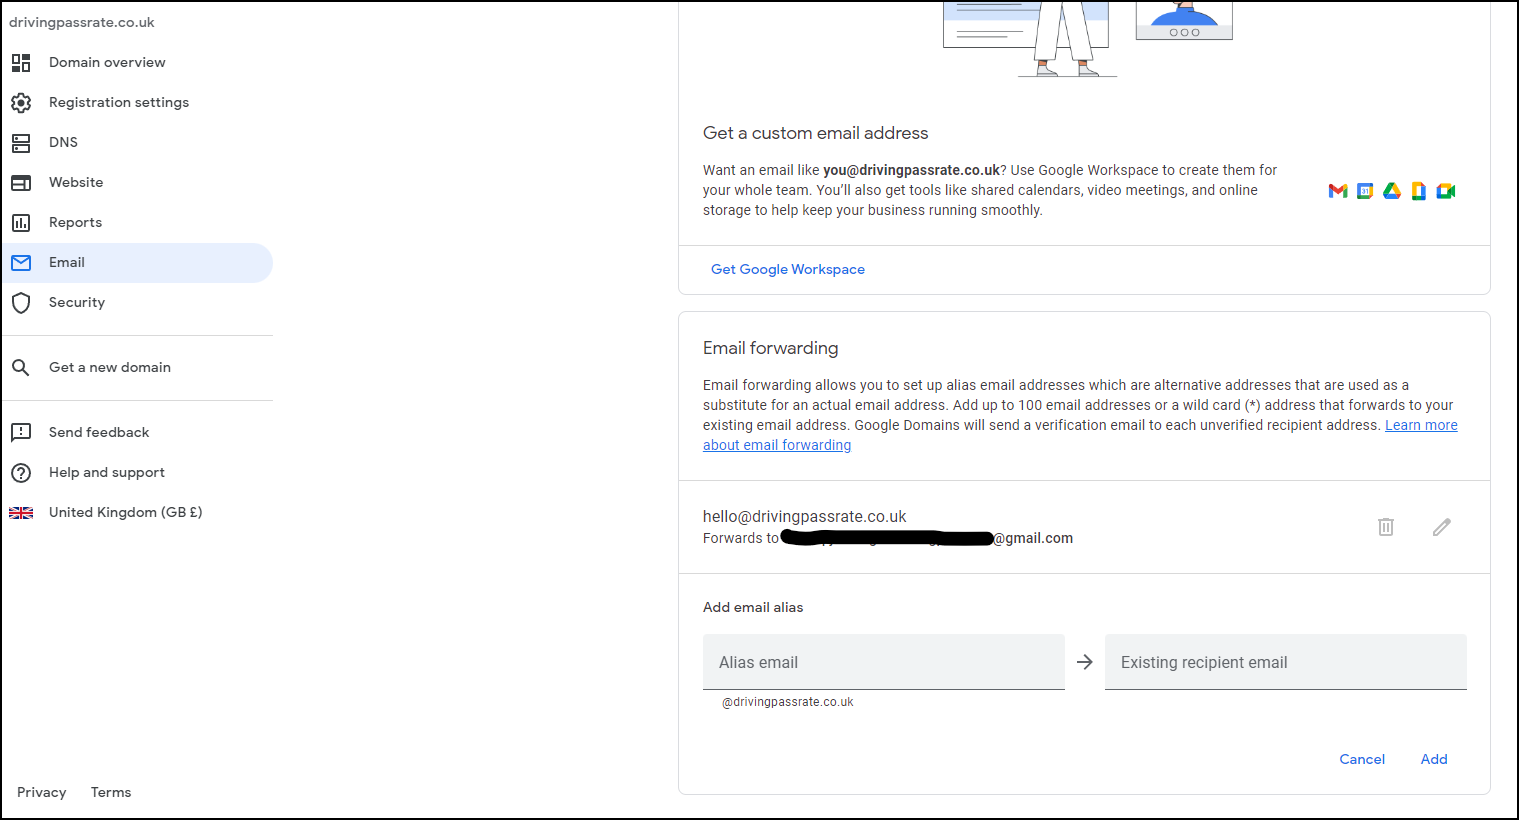 drivingpassrate.co.uk
Domain overview
Registration settings
DNS
Website
Reports
Email
Security
Get a new domain
Send feedback
Help and support
United Kingdom (GB £)
Privacy Terms
Get a custom email address
Want an email like you@drivingpassrate.co.uk? Use Google Workspace to create them for
your whole team. You'll also get tools like shared calendars, video meetings, and online
storage to help keep your business running smoothly.
31
Get Google Workspace
Email forwarding
Email forwarding allows you to set up alias email addresses which are alternative addresses that are used as a
substitute for an actual email address. Add up to 100 email addresses or a wild card (*) address that forwards to your
existing email address. Google Domains will send a verification email to each unverified recipient address. Learn more
about email forwarding
hello@drivingpassrate.co.uk
Forwards to @gmail.com
Add email alias
Alias email
Existing recipient email
@drivingpassrate.co.uk
Cancel Add